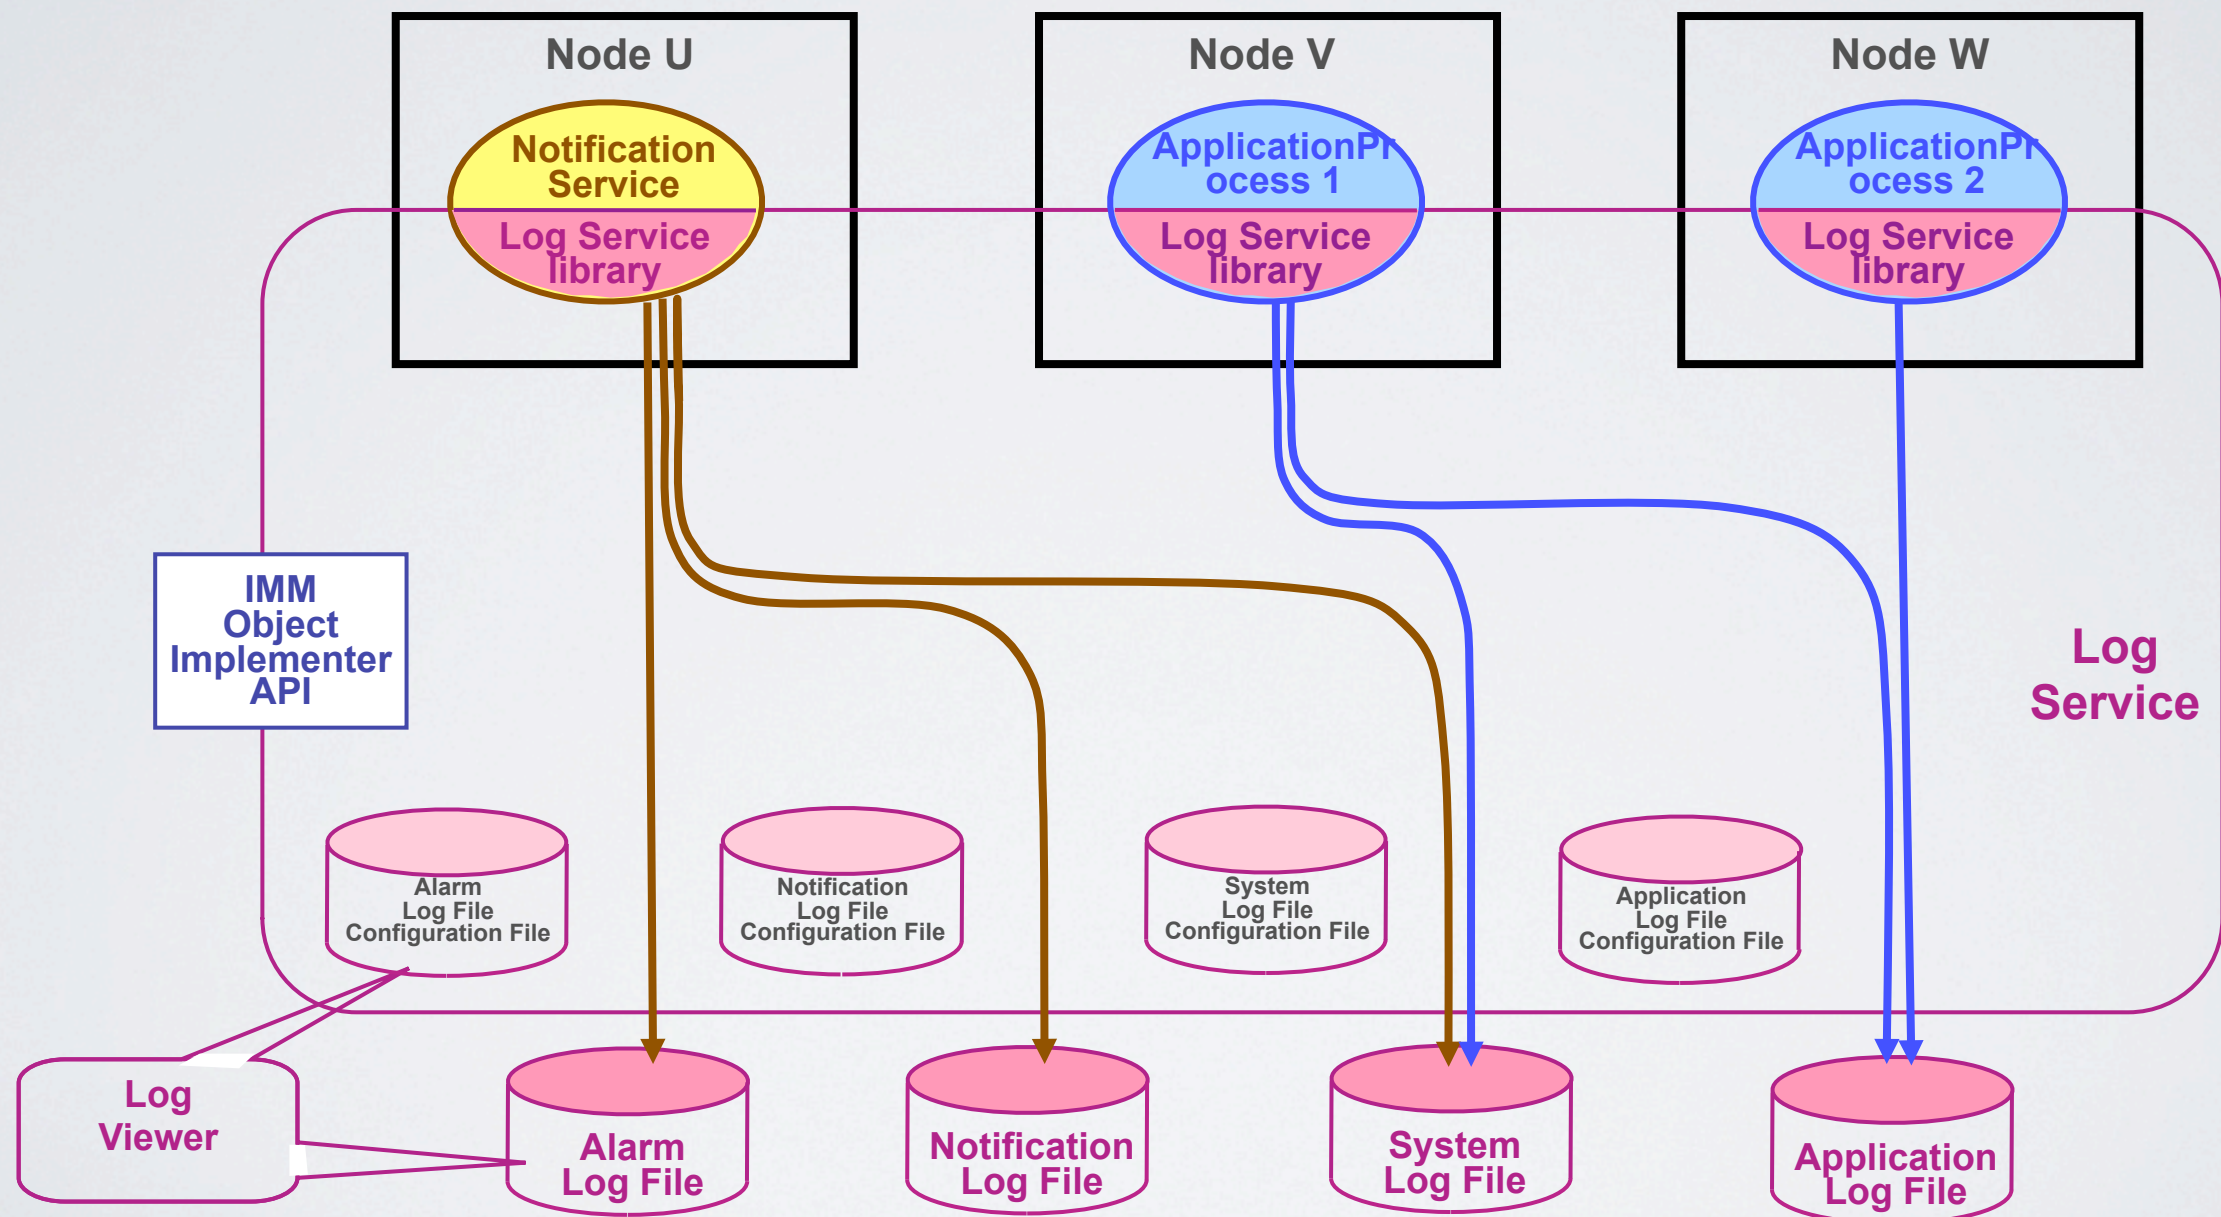 Node U
Node V
Node W
Notification
Service
Log Service
library
ApplicationPr
ocess 1
Log Service
library
ApplicationPr
ocess 2
Log Service
library
IMM
Object
Implementer
API
Log
Service
Alarm
Log File
Configuration File
Notification
Log File
Configuration File
System
Log File
Configuration File
Application
Log File
Configuration File
Log
Viewer
Alarm
Log File
Notification
Log File
System
Log File
Application
Log File